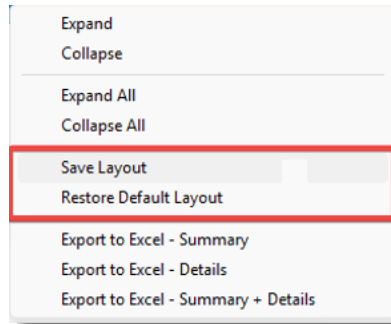 Expand
Collapse
Expand All
Collapse All
Save Layout
Restore Default Layout
Export to Excel - Summary
Export to Excel - Details
Export to Excel - Summary + Details